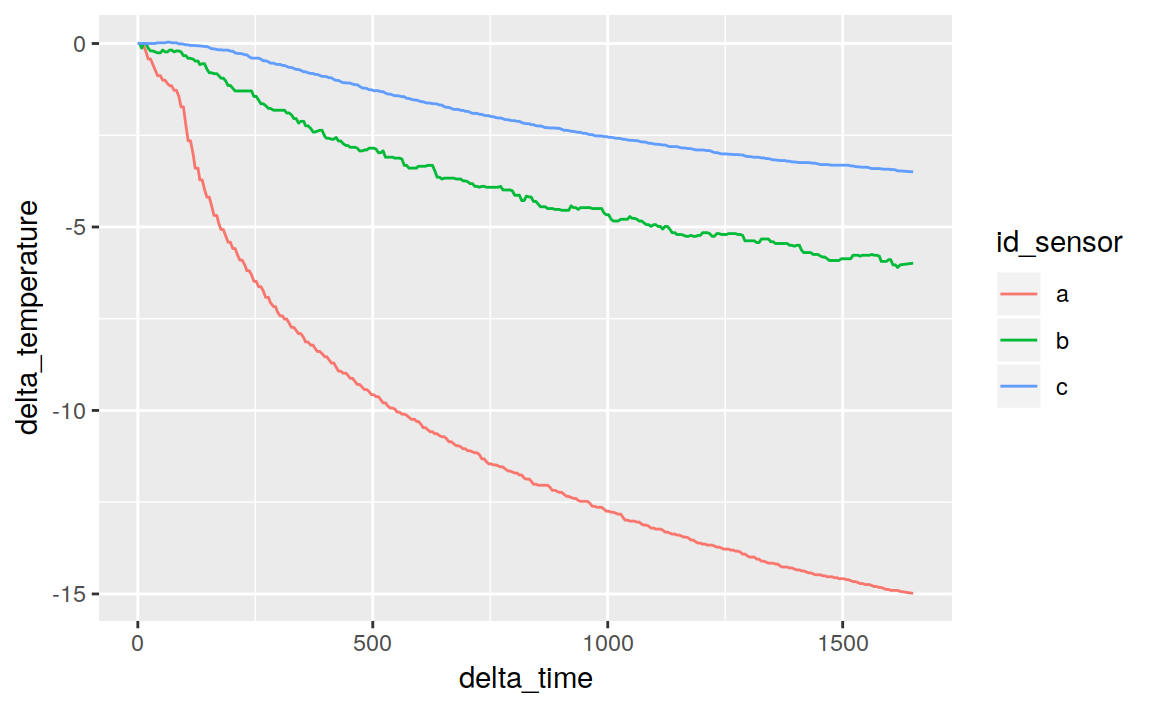 delta_temperature
0
-5
-10
-15
0
500
1000
1500
delta_time
id_sensor
a
b
c